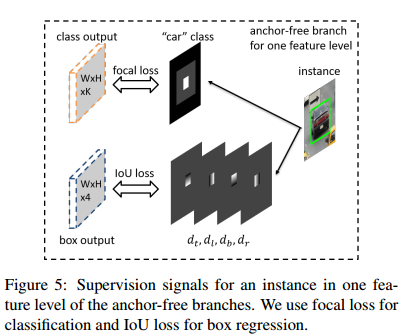 class output
"car" class
anchor-free branch
for one feature level
focal loss
instance
WxH
xK
IoU loss
WxH
x4
box output
d_t, d_l, d_b, d_r
Figure 5: Supervision signals for an instance in one fea-
ture level of the anchor-free branches. We use focal loss for
classification and IoU loss for box regression.